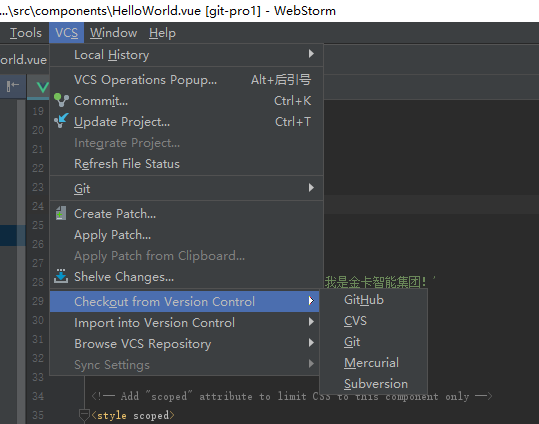 ...\src\components\HelloWorld.vue [git-pro1] - WebStorm
Tools VCS Window Help
orld.vue
Local History
VCS Operations Popup... Alt+后引号
Commit... Ctrl+K
Update Project... Ctrl+T
Integrate Project...
Refresh File Status
Git
Create Patch...
Apply Patch...
Apply Patch from Clipboard...
Shelve Changes...
Checkout from Version Control
Import into Version Control
Browse VCS Repository
Sync Settings
GitHub
CVS
Git
Mercurial
Subversion
19
20
21
22
23
24
25
26
27
28 我是金卡智能集团！'
29
30
31
32
33
34 <!-- Add "scoped" attribute to limit CSS to this component only -->
35 <style scoped>